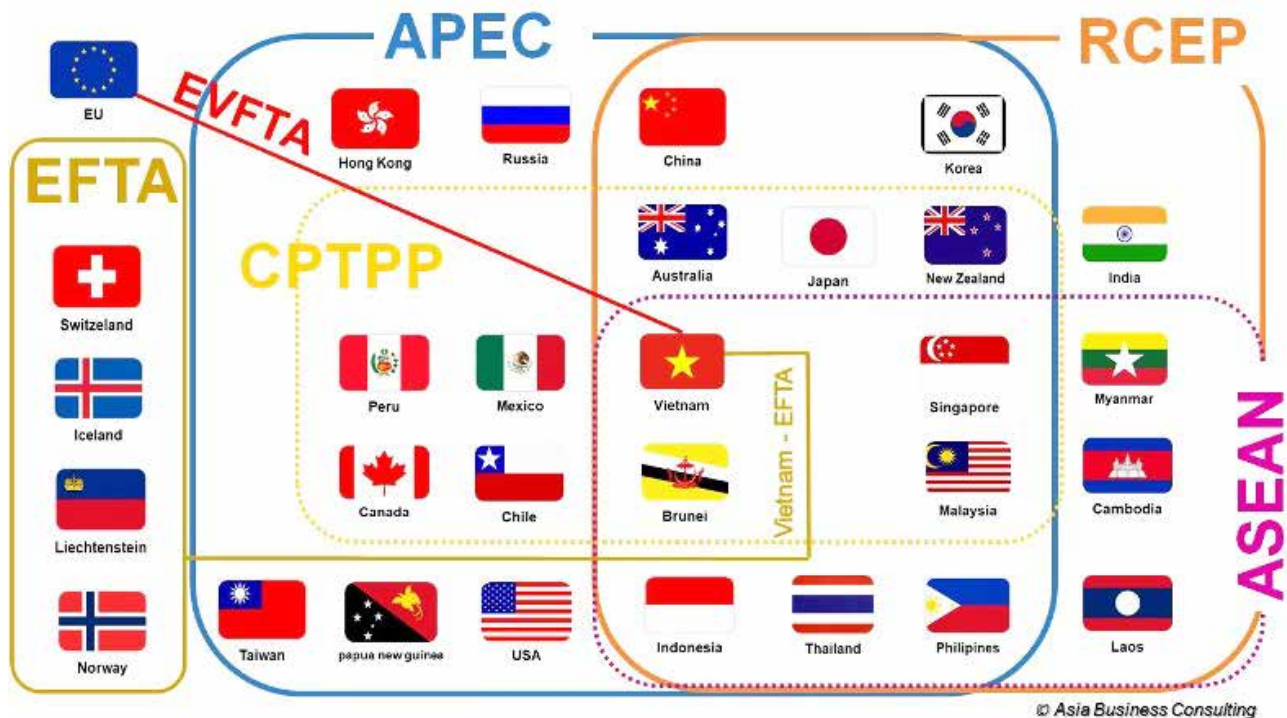 APEC
RCEP
EU
EVFTA
Hong Kong
Russia
China
Korea
EFTA
CPTPP
Australia
Japan
New Zealand
India
Switzeland
Peru
Mexico
Vietnam
Singapore
Myanmar
Iceland
Vietnam - EFTA
ASEAN
Canada
Chile
Brunei
Malaysia
Cambodia
Liechtenstein
Taiwan
papua new guinea
USA
Indonesia
Thailand
Philipines
Laos
Norway
© Asia Business Consulting